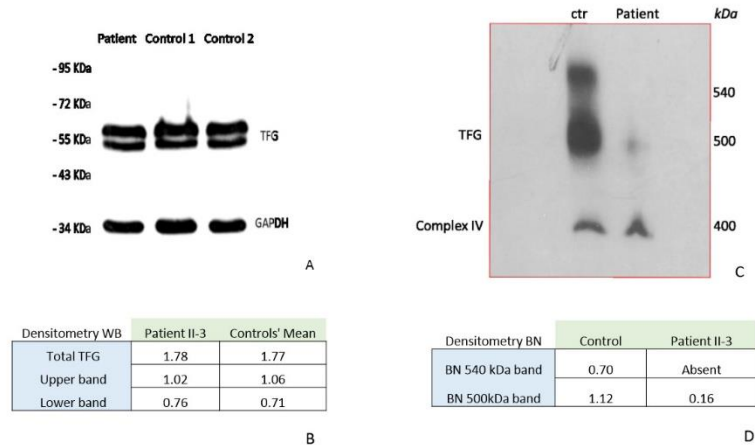 Patient Control 1 Control 2
- 95 KDa
- 72 KDa
- 55 KDa
TFG
- 43 KDa
- 34 KDa
GAPDH
A
ctr Patient kDa
540
TFG 500
Complex IV 400
C
Densitometry WB Patient II-3 Controls' Mean
Total TFG 1.78 1.77
Upper band 1.02 1.06
Lower band 0.76 0.71
B
Densitometry BN Control Patient II-3
BN 540 kDa band 0.70 Absent
BN 500kDa band 1.12 0.16
D